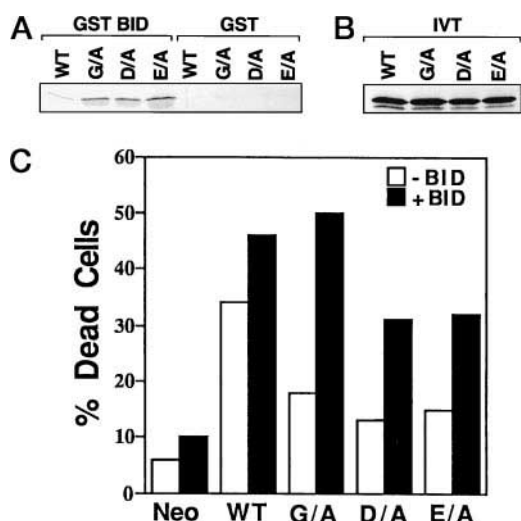 A
GST BID GST
WT G/A D/A E/A WT G/A D/A E/A
B
IVT
WT G/A D/A E/A
C
% Dead Cells
60
50
40
30
20
10
0
- BID
+ BID
Neo WT G/A D/A E/A